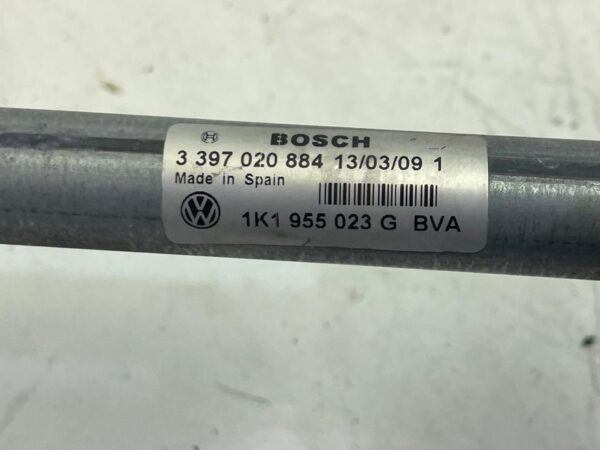 BOSCH
3 397 020 884 13/03/09 1
Made in Spain
1K1 955 023 G BVA